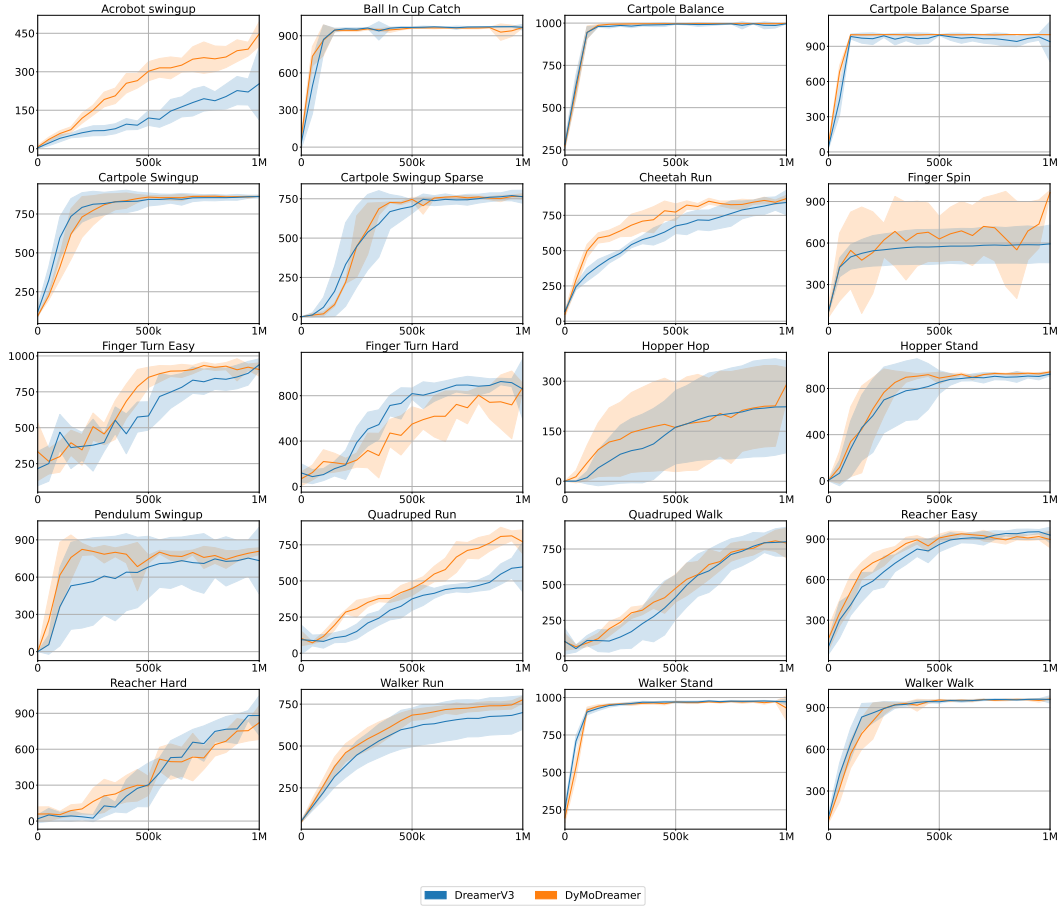 Acrobot swingup
450
300
150
0
0 500k 1M
Ball In Cup Catch
900
600
300
0
0 500k 1M
Cartpole Balance
1000
750
500
250
0 500k 1M
Cartpole Balance Sparse
900
600
300
0
0 500k 1M
Cartpole Swingup
750
500
250
0 500k 1M
Cartpole Swingup Sparse
750
500
250
0
0 500k 1M
Cheetah Run
750
500
250
0
0 500k 1M
Finger Spin
900
600
300
0 500k 1M
Finger Turn Easy
1000
750
500
250
0 500k 1M
Finger Turn Hard
800
400
0
0 500k 1M
Hopper Hop
300
150
0
0 500k 1M
Hopper Stand
800
400
0
0 500k 1M
Pendulum Swingup
900
600
300
0
0 500k 1M
Quadruped Run
750
500
250
0
0 500k 1M
Quadruped Walk
750
500
250
0
0 500k 1M
Reacher Easy
900
600
300
0 500k 1M
Reacher Hard
900
600
300
0
0 500k 1M
Walker Run
750
500
250
0 500k 1M
Walker Stand
1000
750
500
250
0 500k 1M
Walker Walk
900
600
300
0 500k 1M
DreamerV3 DyMoDreamer